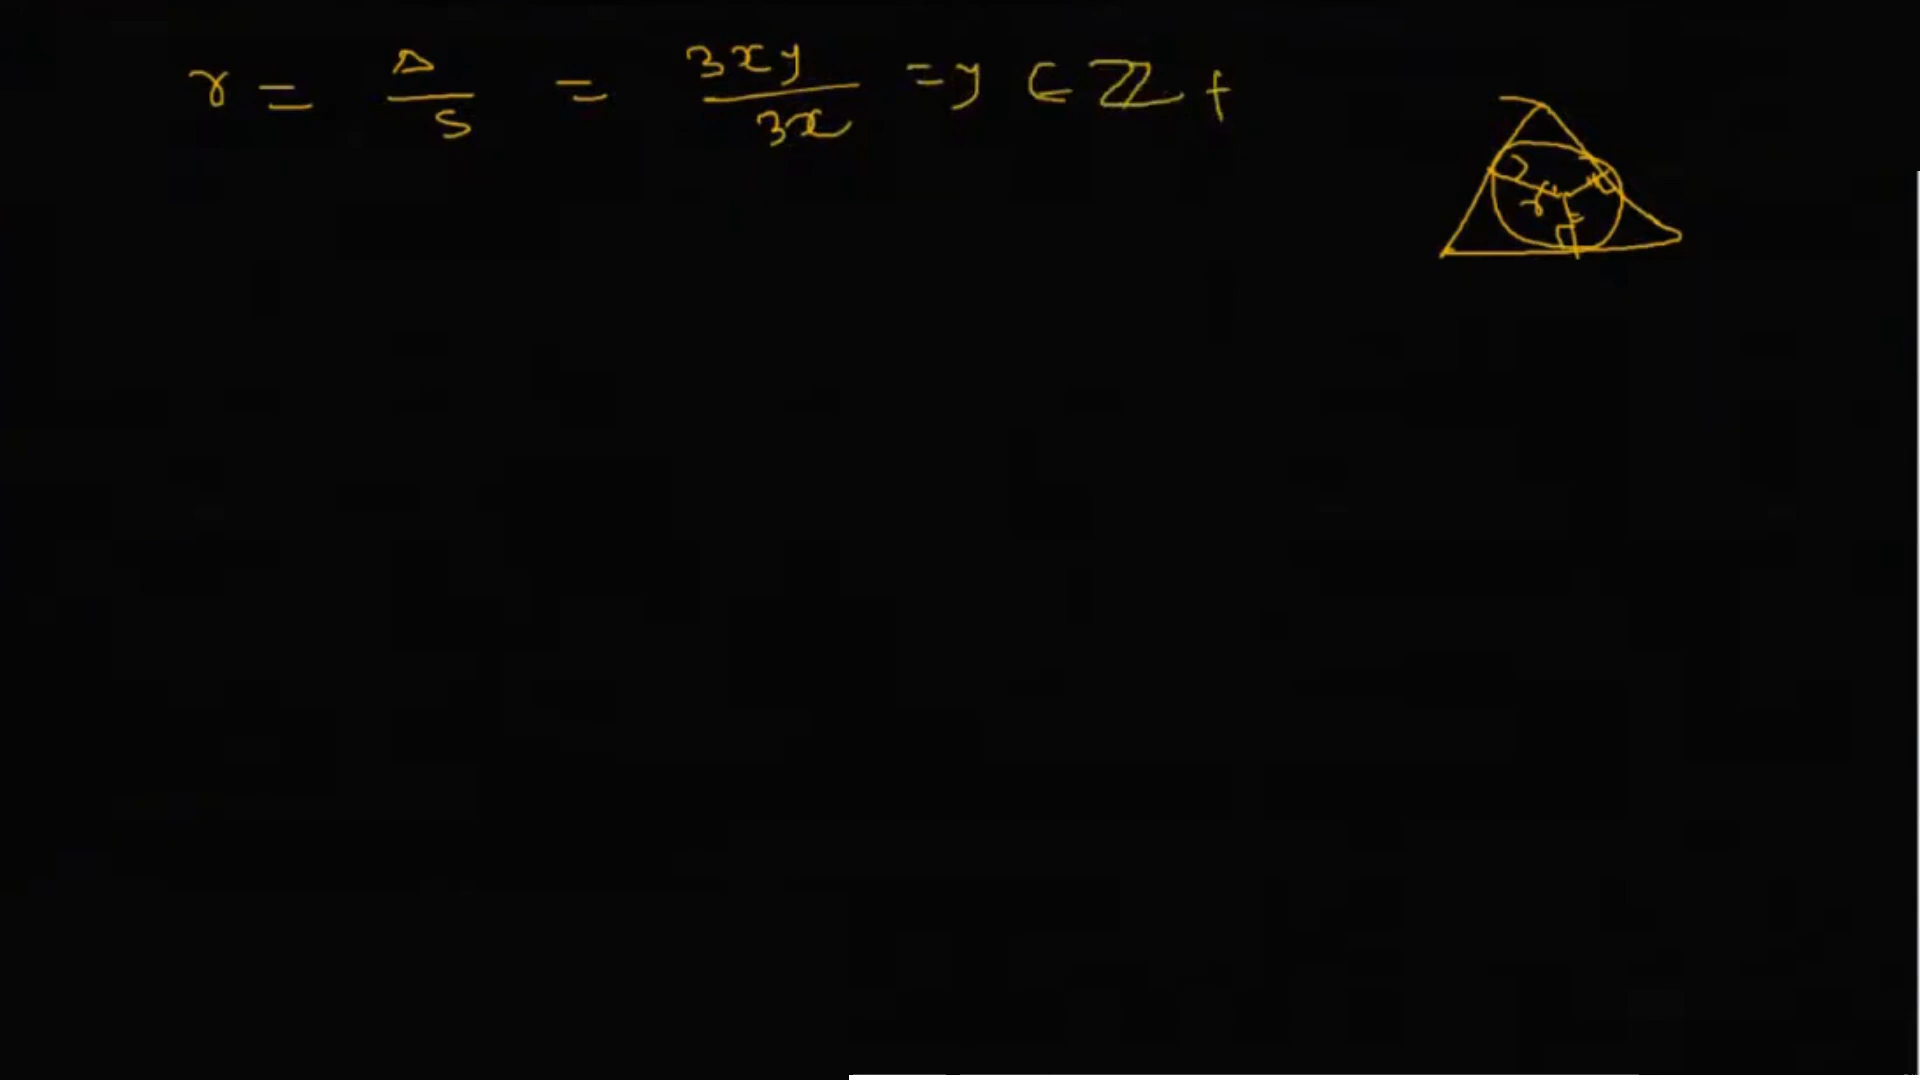 r = Δ / s = 3xy / 3x = y ∈ ℤ +
r